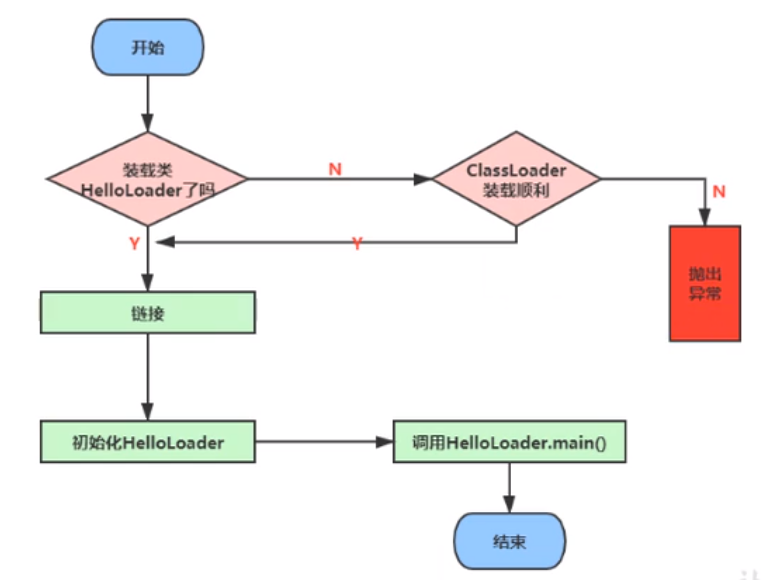 开始
装载类
HelloLoader了吗
N
ClassLoader
装载顺利
N
Y
Y
抛出
异常
链接
初始化HelloLoader
调用HelloLoader.main()
结束